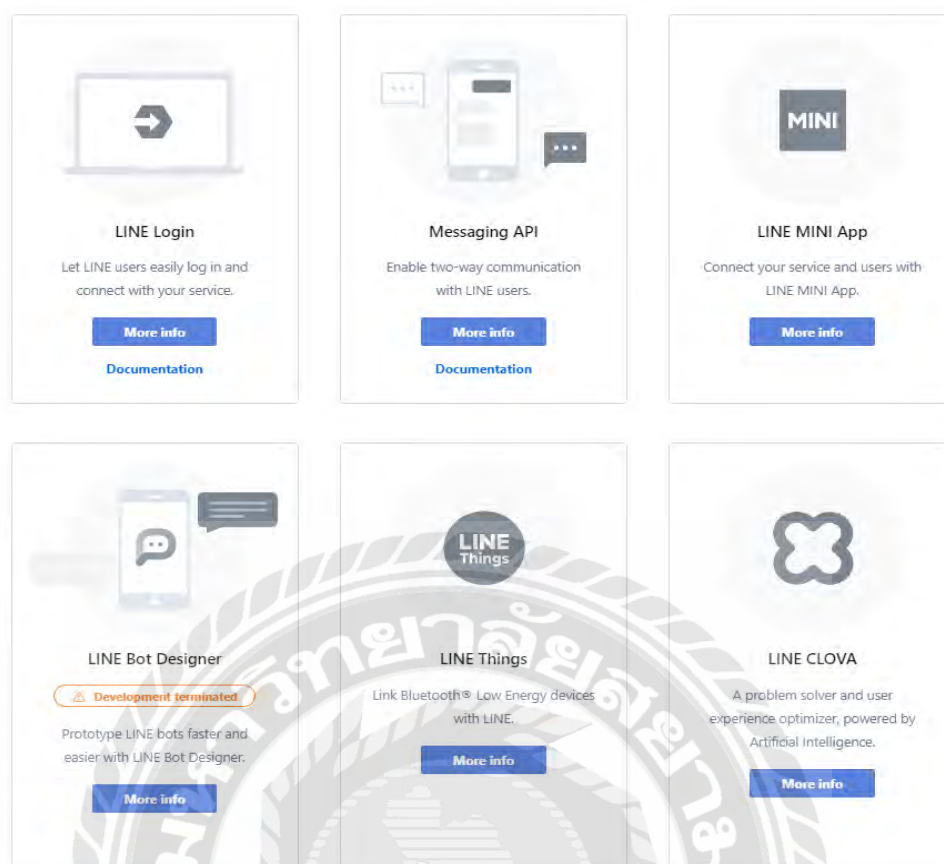 LINE Login
Let LINE users easily log in and
connect with your service.
More info
Documentation
Messaging API
Enable two-way communication
with LINE users.
More info
Documentation
MINI
LINE MINI App
Connect your service and users with
LINE MINI App.
More info
LINE Bot Designer
Development terminated
Prototype LINE bots faster and
easier with LINE Bot Designer.
More info
LINE
Things
LINE Things
Link Bluetooth® Low Energy devices
with LINE.
More info
LINE CLOVA
A problem solver and user
experience optimizer, powered by
Artificial Intelligence.
More info